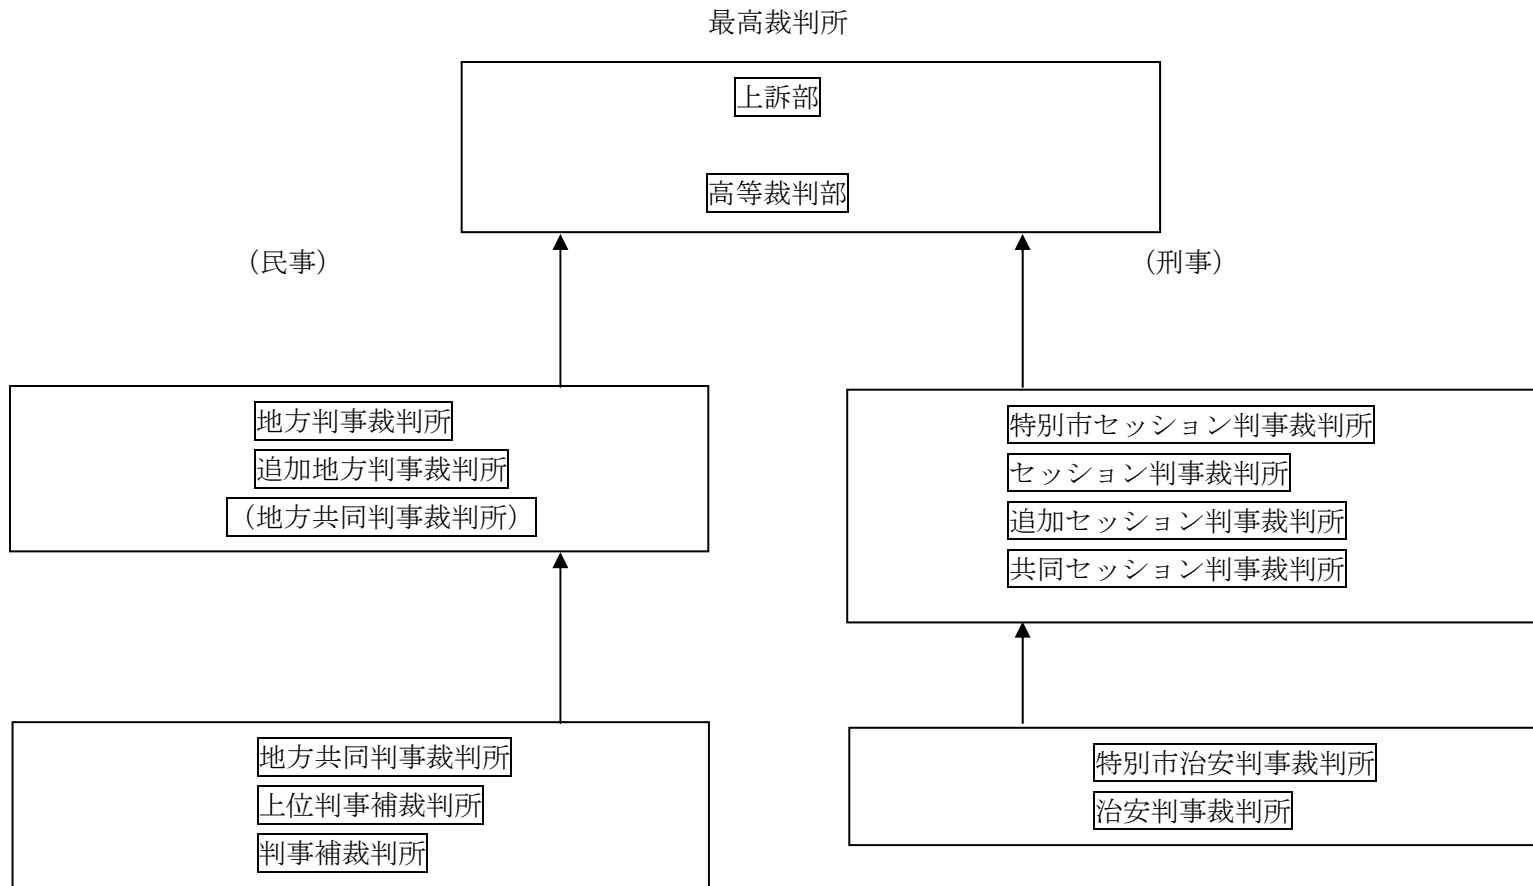 最高裁判所
上訴部
高等裁判部
（民事）
（刑事）
地方判事裁判所
追加地方判事裁判所
（地方共同判事裁判所）
特別市セッション判事裁判所
セッション判事裁判所
追加セッション判事裁判所
共同セッション判事裁判所
地方共同判事裁判所
上位判事補裁判所
判事補裁判所
特別市治安判事裁判所
治安判事裁判所